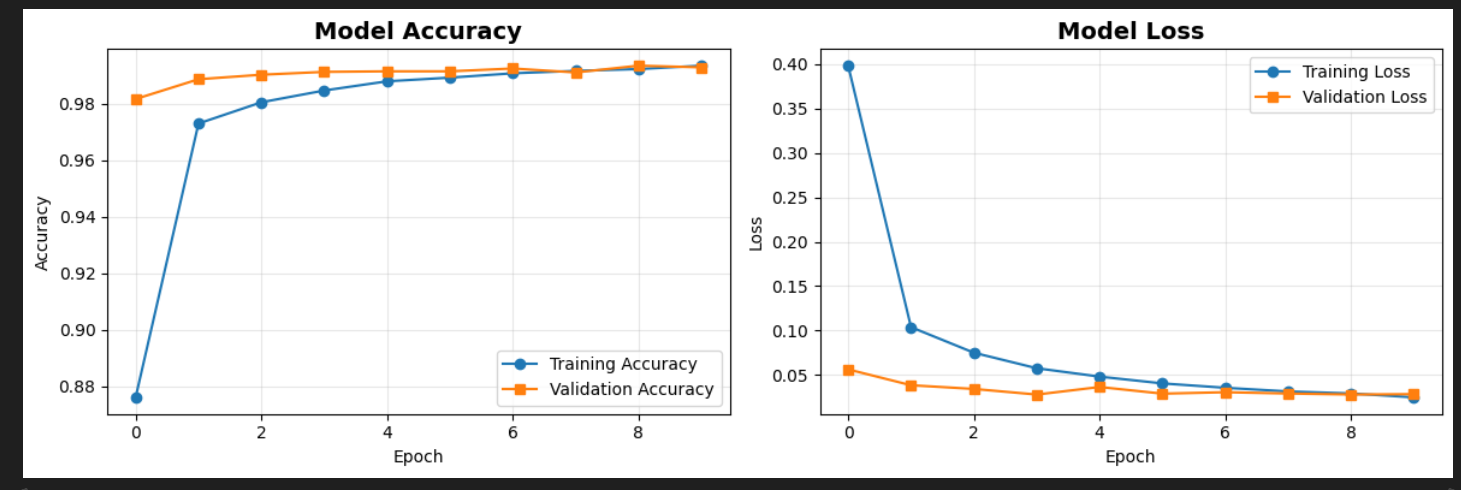 Model Accuracy
Accuracy
0.98
0.96
0.94
0.92
0.90
0.88
Training Accuracy
Validation Accuracy
0 2 4 6 8
Epoch
Model Loss
Loss
0.40
0.35
0.30
0.25
0.20
0.15
0.10
0.05
Training Loss
Validation Loss
0 2 4 6 8
Epoch